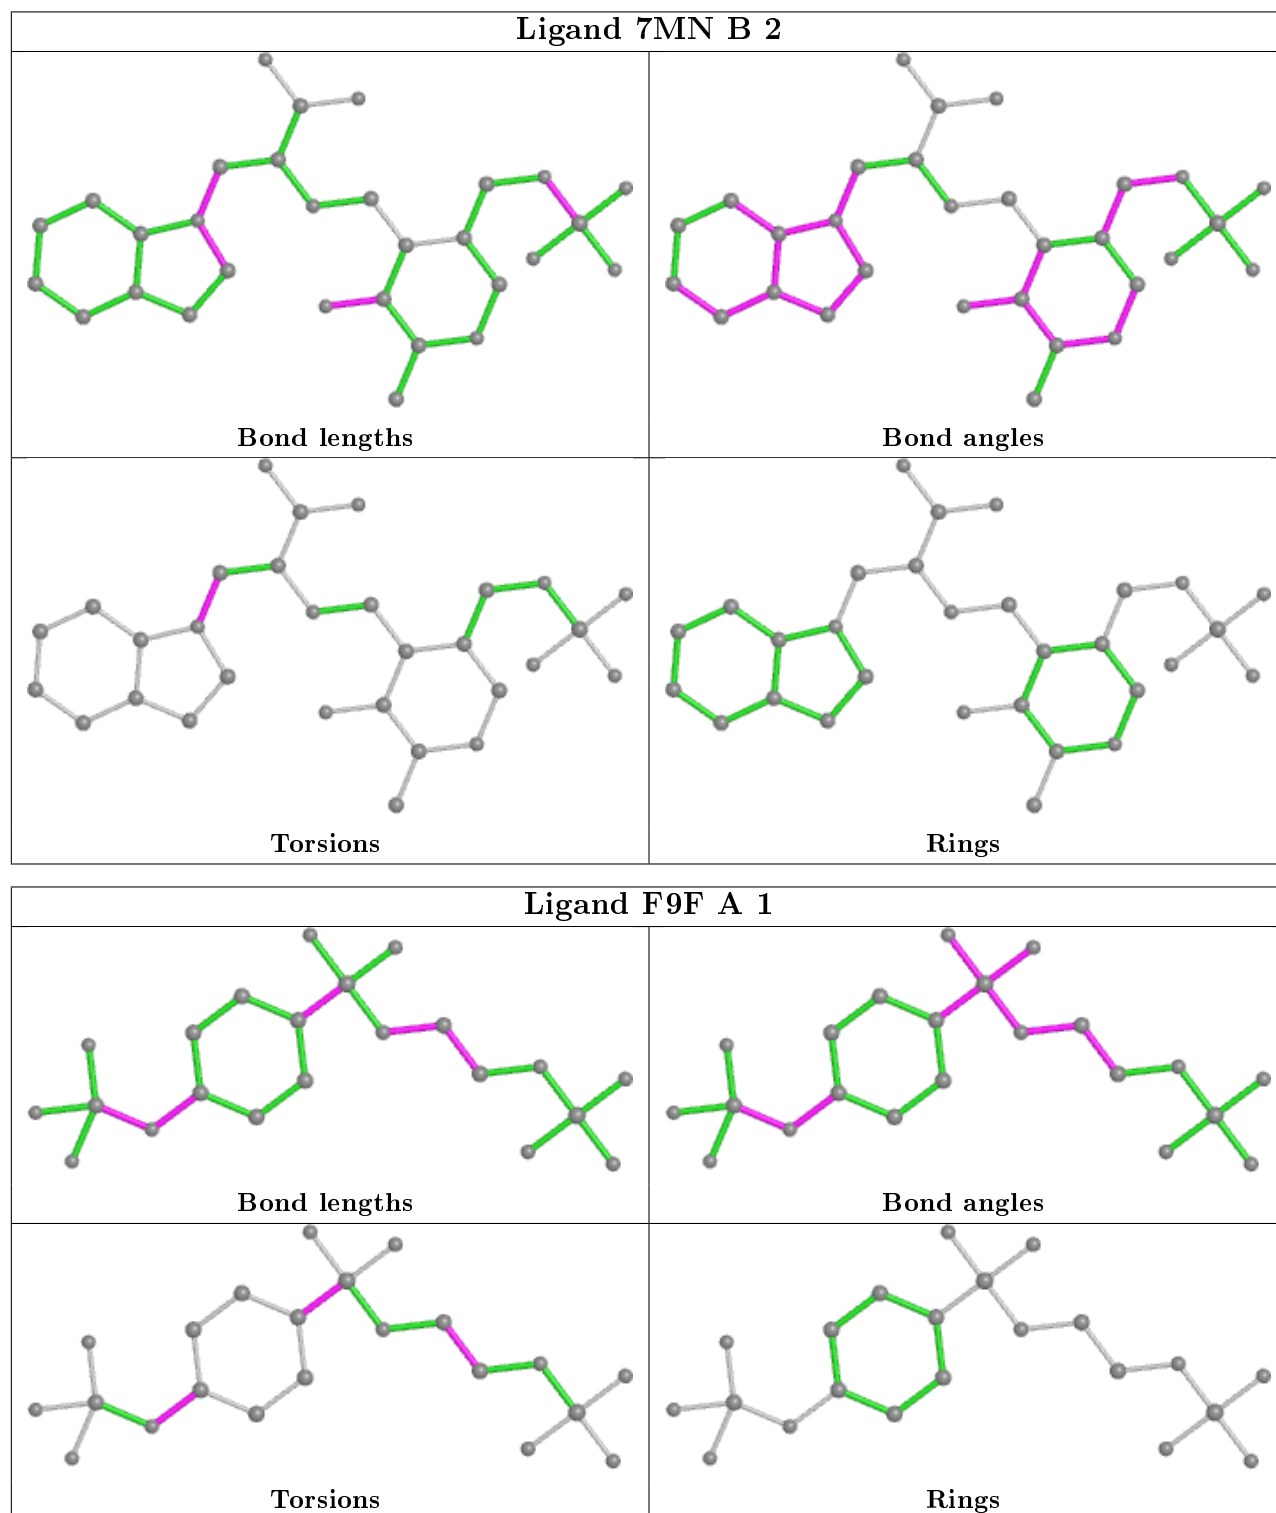 Ligand 7MN B 2
Bond lengths
Bond angles
Torsions
Rings
Ligand F9F A 1
Bond lengths
Bond angles
Torsions
Rings